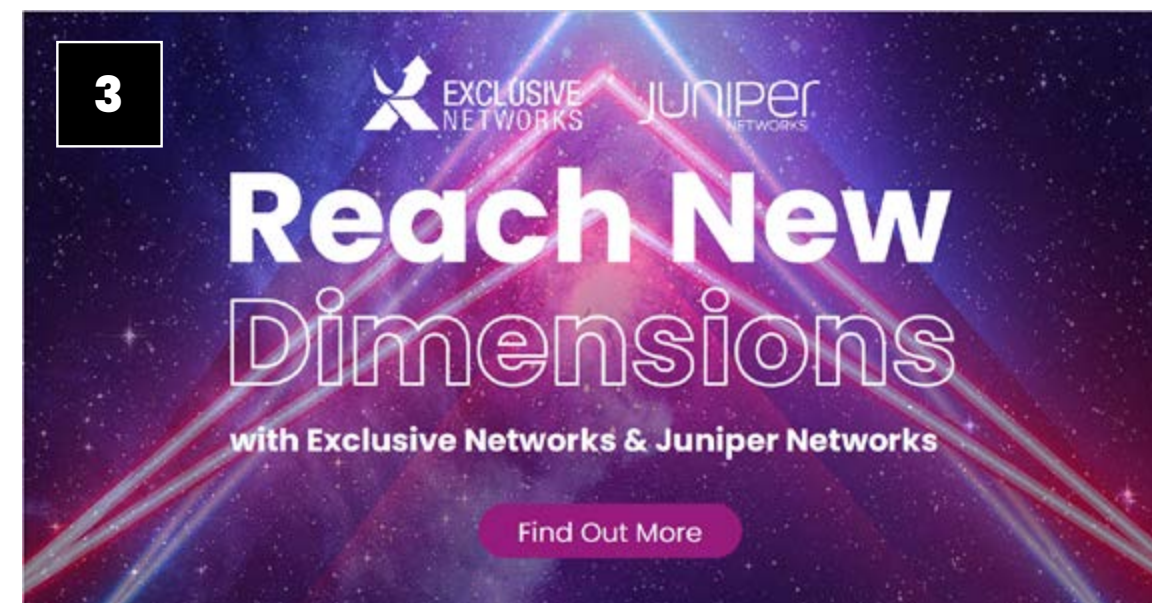 3
EXCLUSIVE
NETWORKS
JUNIPer
NETWORKS
Reach New
Dimensions
with Exclusive Networks & Juniper Networks
Find Out More